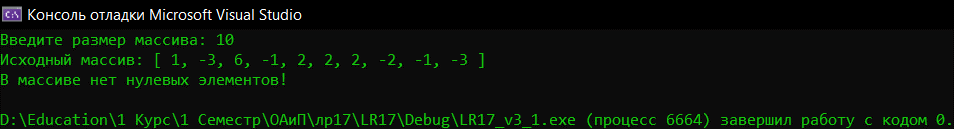 Консоль отладки Microsoft Visual Studio
Введите размер массива: 10
Исходный массив: [ 1, -3, 6, -1, 2, 2, 2, -2, -1, -3 ]
В массиве нет нулевых элементов!
D:\Education\1 Курс\1 Семестр\ОАиП\лр17\LR17\Debug\LR17_v3_1.exe (процесс 6664) завершил работу с кодом 0.